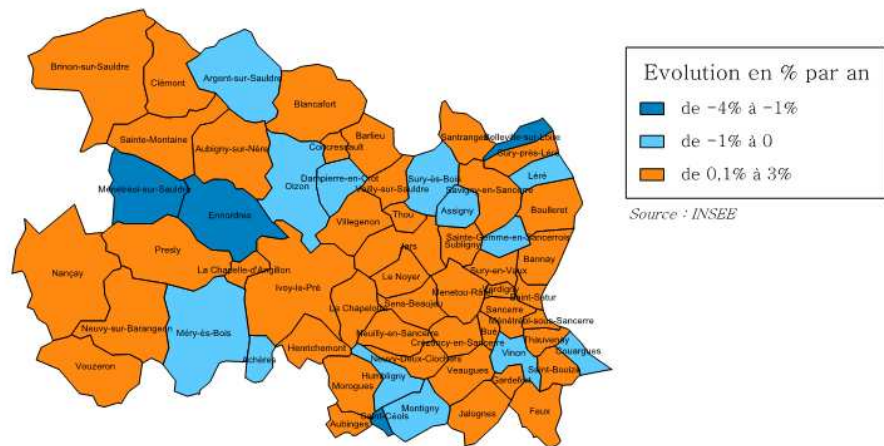 Evolution en % par an
de -4% à -1%
de -1% à 0
de 0,1% à 3%
Source : INSEE
Brinon-sur-Sauldre
Clémont
Argent-sur-Sauldre
Blancafort
Sainte-Montaine
Aubigny-sur-Nère
Concressault
Barlieu
Santranges
Belleville-sur-Loire
Sury-près-Léré
Léré
Ménétréol-sur-Sauldre
Ennordres
Oizon
Dampierre-en-Crot
Vailly-sur-Sauldre
Sury-ès-Bois
Savigny-en-Sancerre
Assigny
Boulleret
Villegenon
Thou
Subligny
Sainte-Gemme-en-Sancerrois
Presly
Jars
Bannay
Nançay
La Chapelle-d'Angillon
Ivoy-le-Pré
Le Noyer
Sury-en-Vaux
Menetou-Râtel
Verdigny
Saint-Satur
Sens-Beaujeu
La Chapelotte
Sancerre
Ménétréol-sous-Sancerre
Neuvy-sur-Barangeon
Méry-ès-Bois
Neuilly-en-Sancerre
Crézancy-en-Sancerre
Bué
Thauvenay
Couargues
Vouzeron
Achères
Henrichemont
Neuvy-Deux-Clochers
Vinon
Saint-Bouize
Humbligny
Veaugues
Gardefort
Morogues
Montigny
Jalognes
Feux
Aubinges
Saint-Céols